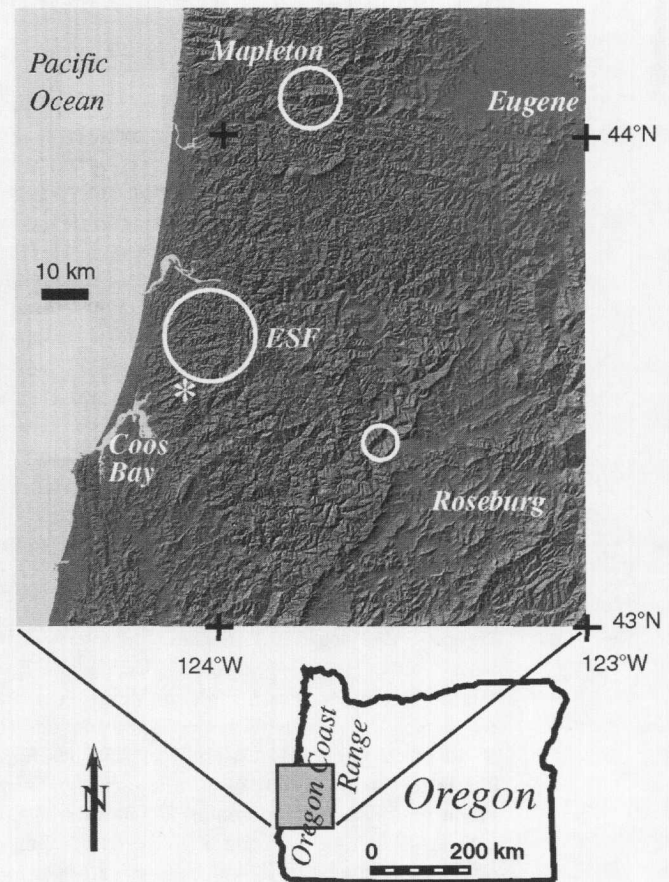 Pacific
Ocean
Mapleton
Eugene
44°N
10 km
ESF
*
Coos
Bay
Roseburg
43°N
124°W
123°W
N
Oregon Coast
Range
Oregon
0 200 km